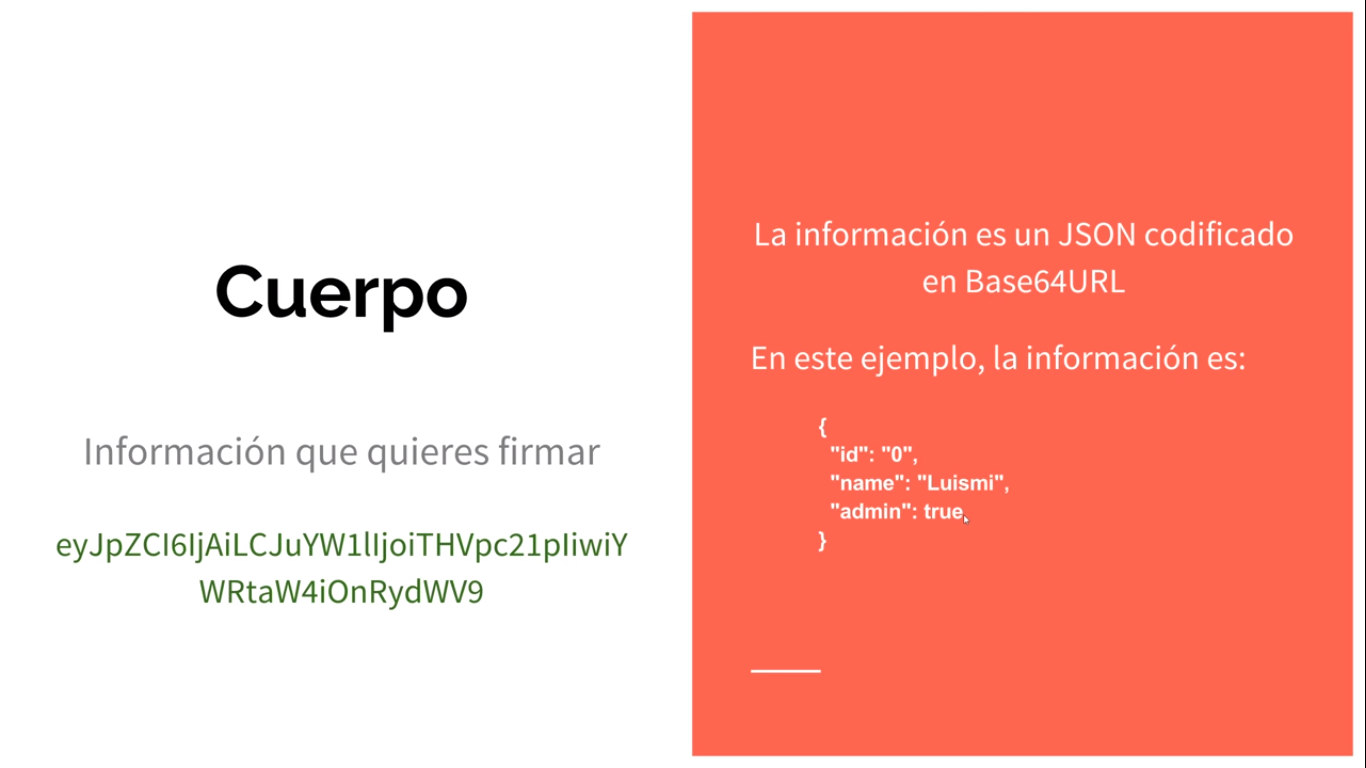 Cuerpo
Información que quieres firmar
eyJpZCI6IjAiLCJuYW1lIjoiTHVpc21pIiwiY
WRtaW4iOnRydWV9
La información es un JSON codificado
en Base64URL
En este ejemplo, la información es:
{
"id": "0",
"name": "Luismi",
"admin": true
}